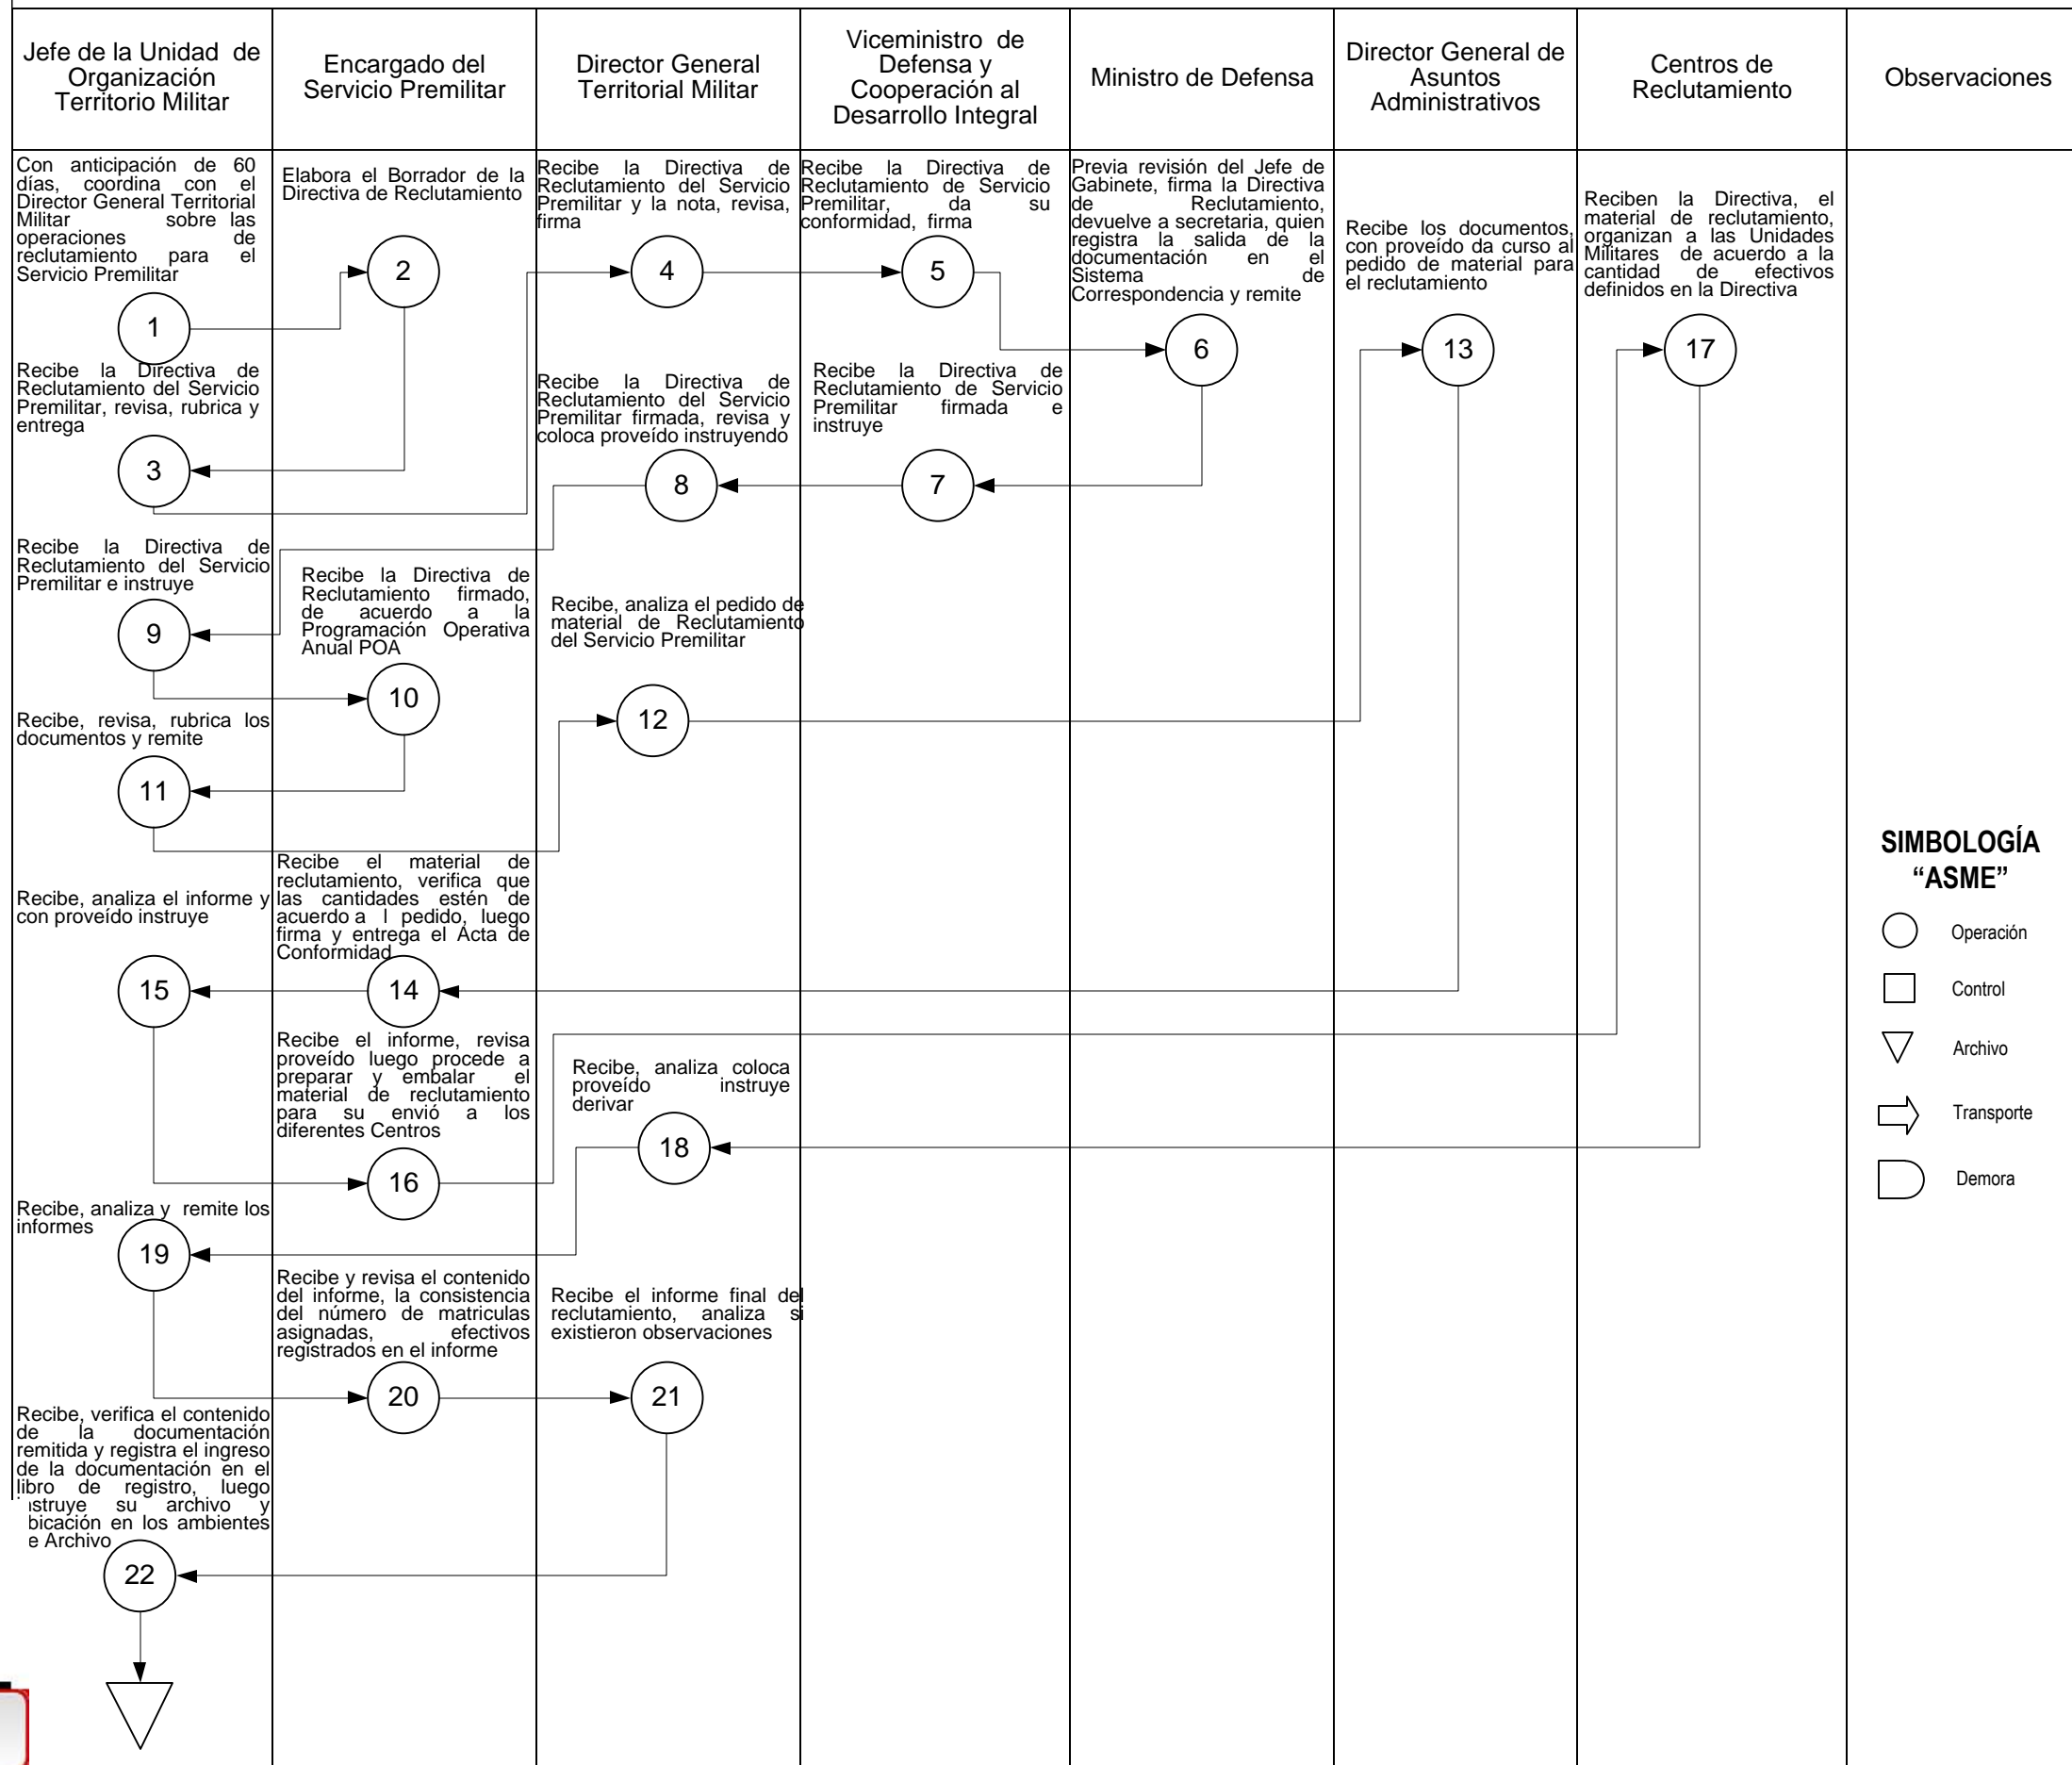 Jefe de la Unidad de
Organización
Territorio Militar
Encargado del
Servicio Premilitar
Director General
Territorial Militar
Viceministro de
Defensa y
Cooperación al
Desarrollo Integral
Ministro de Defensa
Director General de
Asuntos
Administrativos
Centros de
Reclutamiento
Observaciones
Con anticipación de 60
días, coordina con el
Director General Territorial
Militar sobre las
operaciones de
reclutamiento para el
Servicio Premilitar
1
Elabora el Borrador de la
Directiva de Reclutamiento
2
Recibe la Directiva de
Reclutamiento del Servicio
Premilitar y la nota, revisa,
firma
4
Recibe la Directiva de
Reclutamiento de Servicio
Premilitar, da su
conformidad, firma
5
Previa revisión del Jefe de
Gabinete, firma la Directiva
de Reclutamiento,
devuelve a secretaria, quien
registra la salida de la
documentación en el
Sistema de
Correspondencia y remite
6
Recibe los documentos,
con proveído da curso al
pedido de material para
el reclutamiento
13
Reciben la Directiva, el
material de reclutamiento,
organizan a las Unidades
Militares de acuerdo a la
cantidad de efectivos
definidos en la Directiva
17
Recibe la Directiva de
Reclutamiento del Servicio
Premilitar, revisa, rubrica y
entrega
3
Recibe la Directiva de
Reclutamiento del Servicio
Premilitar firmada, revisa y
coloca proveído instruyendo
8
Recibe la Directiva de
Reclutamiento de Servicio
Premilitar firmada e
instruye
7
Recibe la Directiva de
Reclutamiento del Servicio
Premilitar e instruye
9
Recibe la Directiva de
Reclutamiento firmado,
de acuerdo a la
Programación Operativa
Anual POA
10
Recibe, analiza el pedido de
material de Reclutamiento
del Servicio Premilitar
12
Recibe, revisa, rubrica los
documentos y remite
11
Recibe el material de
reclutamiento, verifica que
las cantidades estén de
acuerdo a l pedido, luego
firma y entrega el Acta de
Conformidad
14
Recibe, analiza el informe y
con proveído instruye
15
Recibe el informe, revisa
proveído luego procede a
preparar y embalar el
material de reclutamiento
para su envió a los
diferentes Centros
16
Recibe, analiza coloca
proveído instruye
derivar
18
Recibe, analiza y remite los
informes
19
Recibe y revisa el contenido
del informe, la consistencia
del número de matriculas
asignadas, efectivos
registrados en el informe
20
Recibe el informe final del
reclutamiento, analiza si
existieron observaciones
21
Recibe, verifica el contenido
de la documentación
remitida y registra el ingreso
de la documentación en el
libro de registro, luego
su archivo y
en los ambientes
Archivo
22
SIMBOLOGÍA
“ASME”
Operación
Control
Archivo
Transporte
Demora